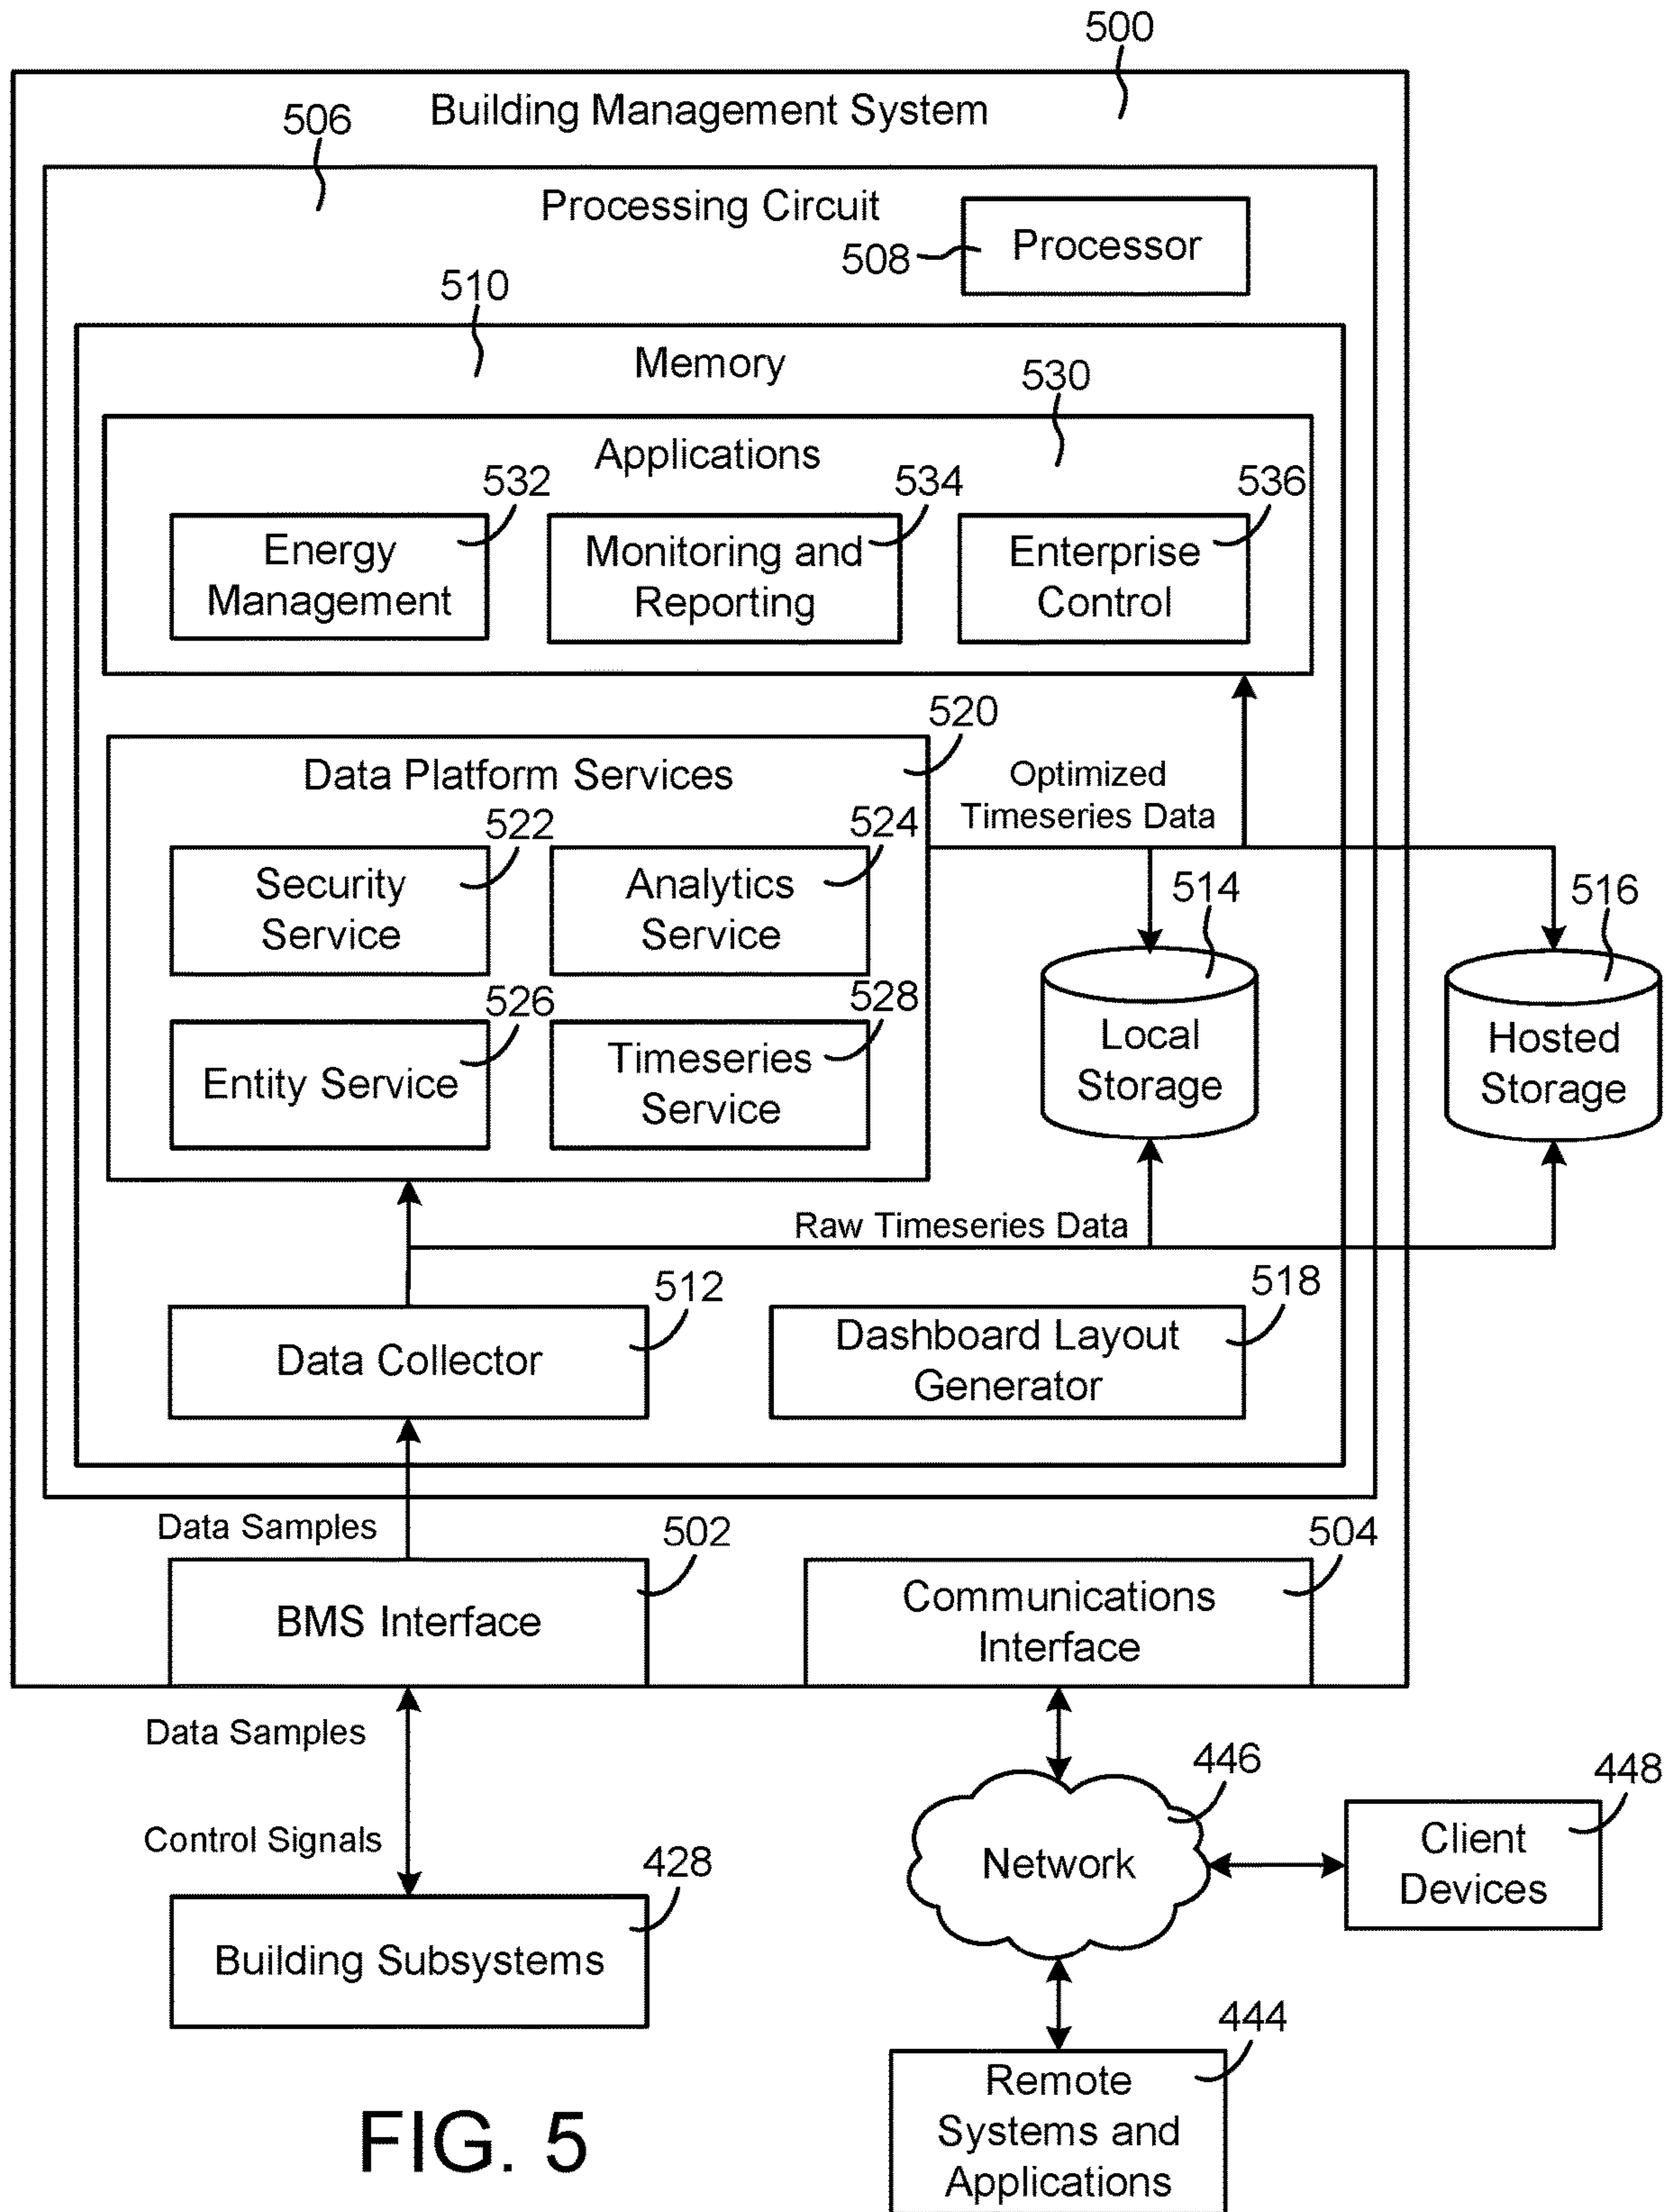 500
Building Management System
506
Processing Circuit
Processor
508
510
Memory
530
Applications
532
534
536
Energy
Management
Monitoring and
Reporting
Enterprise
Control
520
Data Platform Services
Optimized
Timeseries Data
522
524
Security
Service
Analytics
Service
514
516
526
528
Entity Service
Timeseries
Service
Local
Storage
Hosted
Storage
Raw Timeseries Data
512
518
Data Collector
Dashboard Layout
Generator
Data Samples
502
504
BMS Interface
Communications
Interface
Data Samples
446
448
Control Signals
Network
Client
Devices
428
Building Subsystems
444
Remote
Systems and
Applications
FIG. 5